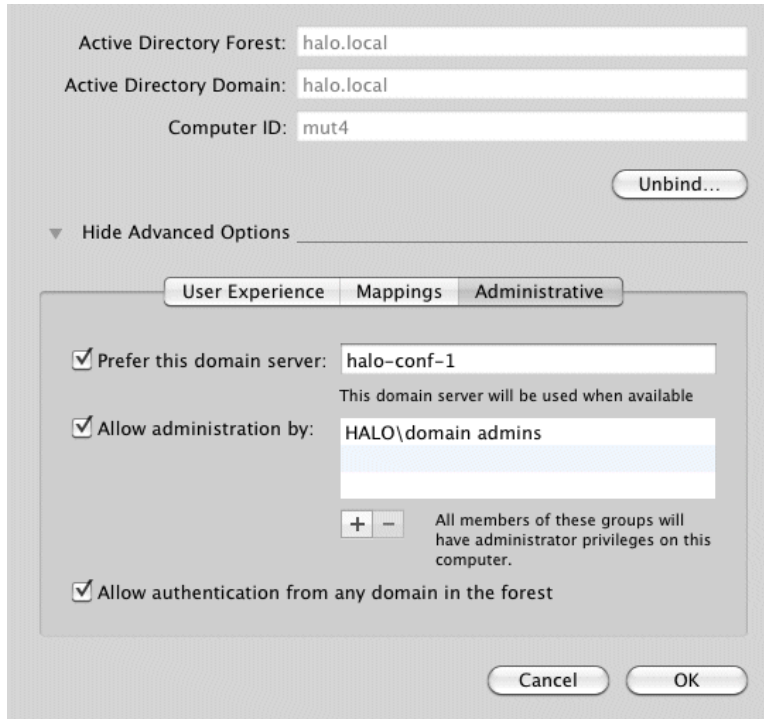 Active Directory Forest: halo.local
Active Directory Domain: halo.local
Computer ID: mut4
Unbind...
Hide Advanced Options
User Experience Mappings Administrative
Prefer this domain server: halo-conf-1
This domain server will be used when available
Allow administration by: HALO\domain admins
+ −
All members of these groups will
have administrator privileges on this
computer.
Allow authentication from any domain in the forest
Cancel OK